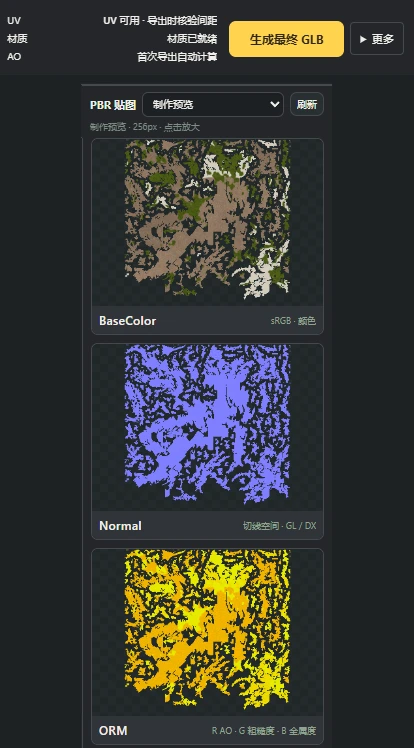 UV UV 可用 · 导出时核验间距
材质 材质已就绪
AO 首次导出自动计算
生成最终 GLB
▶ 更多
PBR 贴图 制作预览 刷新
制作预览 · 256px · 点击放大
BaseColor sRGB · 颜色
Normal 切线空间 · GL / DX
ORM R AO · G 粗糙度 · B 金属度